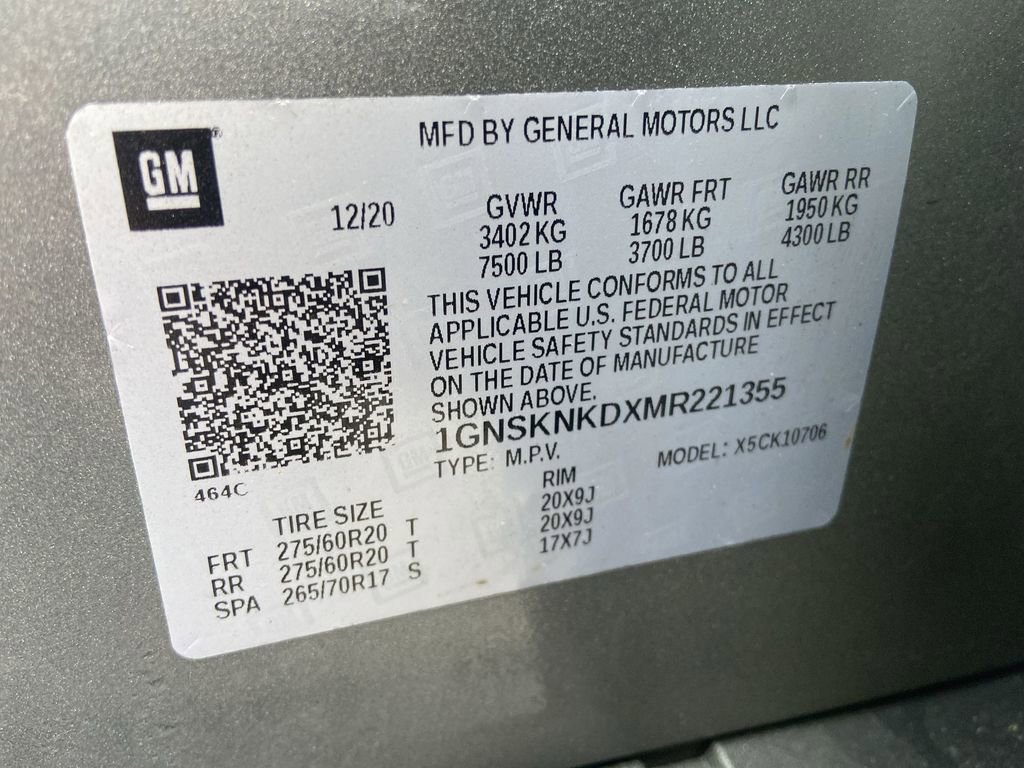 GM®
MFD BY GENERAL MOTORS LLC
12/20
GVWR GAWR FRT GAWR RR
3402 KG 1678 KG 1950 KG
7500 LB 3700 LB 4300 LB
THIS VEHICLE CONFORMS TO ALL
APPLICABLE U.S. FEDERAL MOTOR
VEHICLE SAFETY STANDARDS IN EFFECT
ON THE DATE OF MANUFACTURE
SHOWN ABOVE.
1GNSKNKDXMR221355
TYPE: M.P.V. MODEL: X5CK10706
464C
TIRE SIZE RIM
FRT 275/60R20 T 20X9J
RR 275/60R20 T 20X9J
SPA 265/70R17 S 17X7J